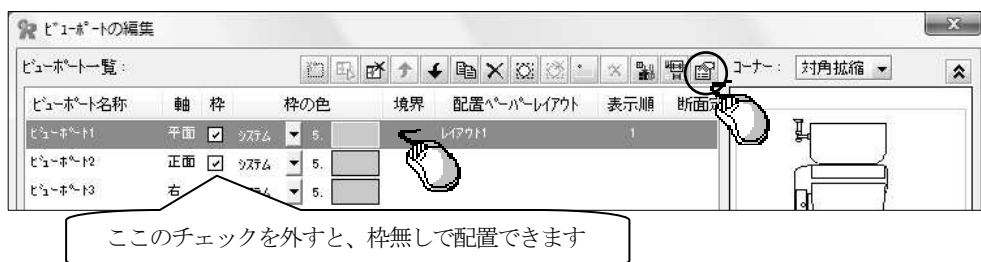 ﾋﾞｭｰﾎﾟｰﾄの編集
ﾋﾞｭｰﾎﾟｰﾄ一覧： コーナー： 対角拡縮
ﾋﾞｭｰﾎﾟｰﾄ名称 軸 枠 枠の色 境界 配置ﾍﾟｰﾊﾟｰﾚｲｱｳﾄ 表示順 断面
ﾋﾞｭｰﾎﾟｰﾄ1 平面 ｼｽﾃﾑ 5. ﾚｲｱｳﾄ1 1
ﾋﾞｭｰﾎﾟｰﾄ2 正面 ｼｽﾃﾑ 5.
ﾋﾞｭｰﾎﾟｰﾄ3 右 5.
ここのチェックを外すと、枠無しで配置できます